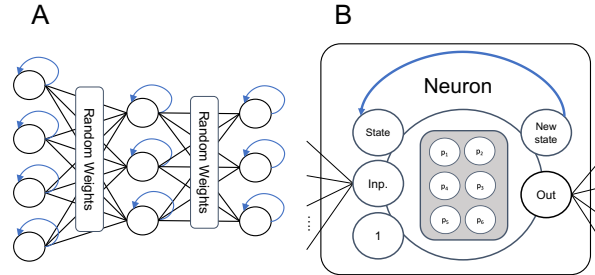 A
Random Weights
Random Weights
B
Neuron
State
New
state
Inp.
Out
1
p₁
p₂
p₄
p₃
p₅
p₆